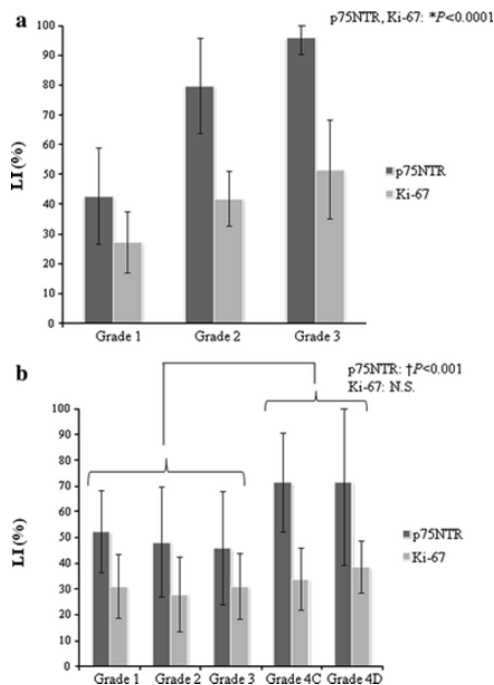 a
p75NTR, Ki-67: *P<0.0001
100
90
80
70
60
50
40
30
20
10
0
LI (%)
p75NTR
Ki-67
Grade 1 Grade 2 Grade 3
b
p75NTR: †P<0.001
Ki-67: N.S.
100
90
80
70
60
50
40
30
20
10
0
LI (%)
p75NTR
Ki-67
Grade 1 Grade 2 Grade 3 Grade 4C Grade 4D